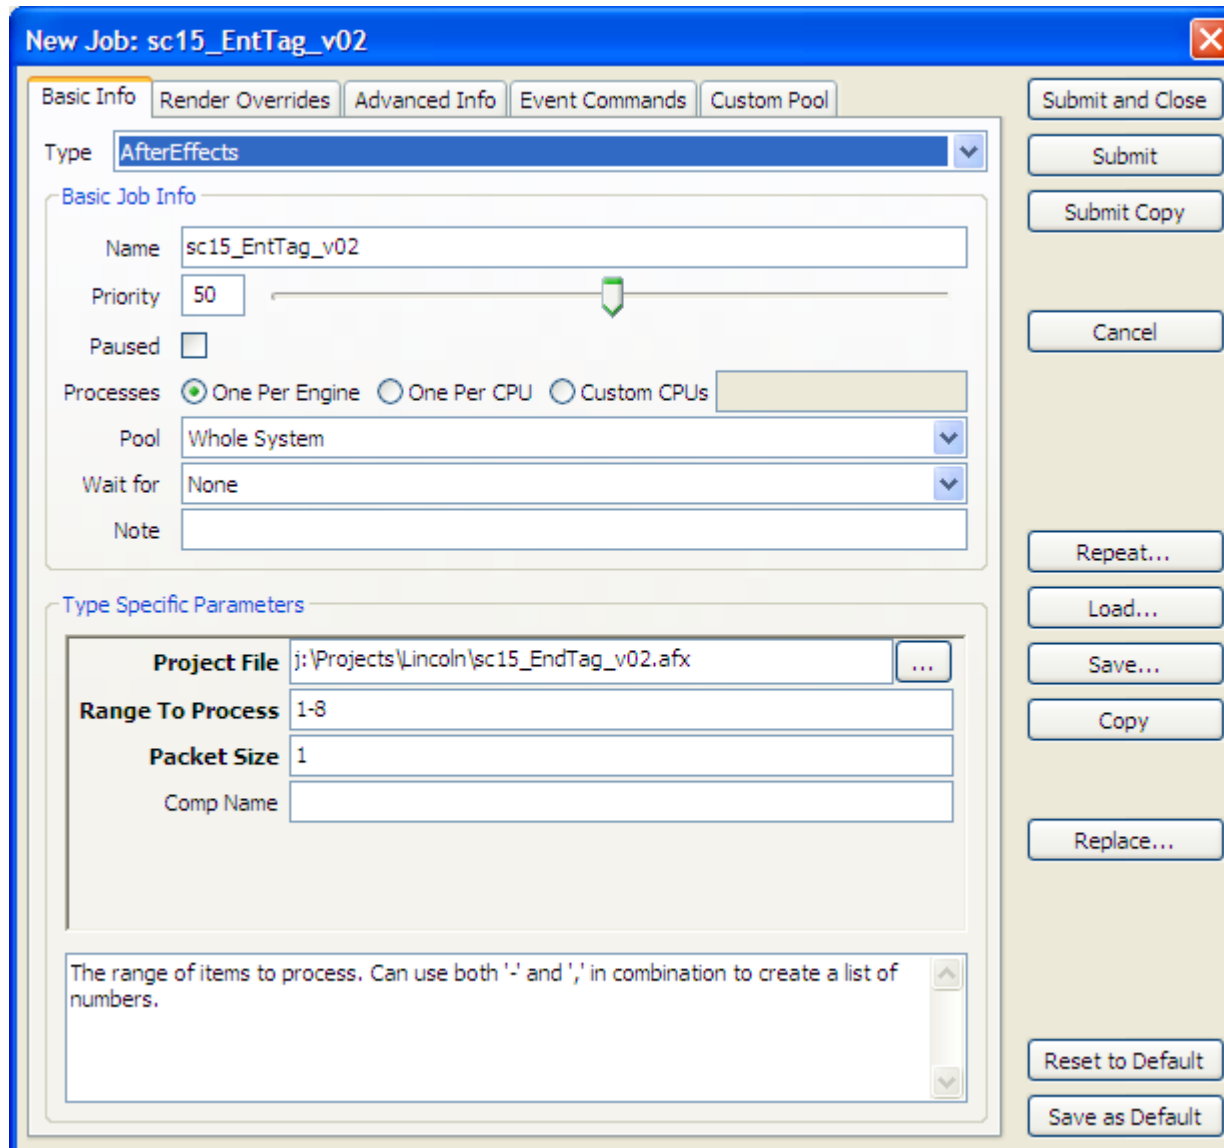 New Job: sc15_EntTag_v02
Basic Info Render Overrides Advanced Info Event Commands Custom Pool
Type AfterEffects
Basic Job Info
Name sc15_EntTag_v02
Priority 50
Paused
Processes One Per Engine One Per CPU Custom CPUs
Pool Whole System
Wait for None
Note
Type Specific Parameters
Project File j:\Projects\Lincoln\sc15_EndTag_v02.afx ...
Range To Process 1-8
Packet Size 1
Comp Name
The range of items to process. Can use both '-' and ',' in combination to create a list of
numbers.
Submit and Close
Submit
Submit Copy
Cancel
Repeat...
Load...
Save...
Copy
Replace...
Reset to Default
Save as Default